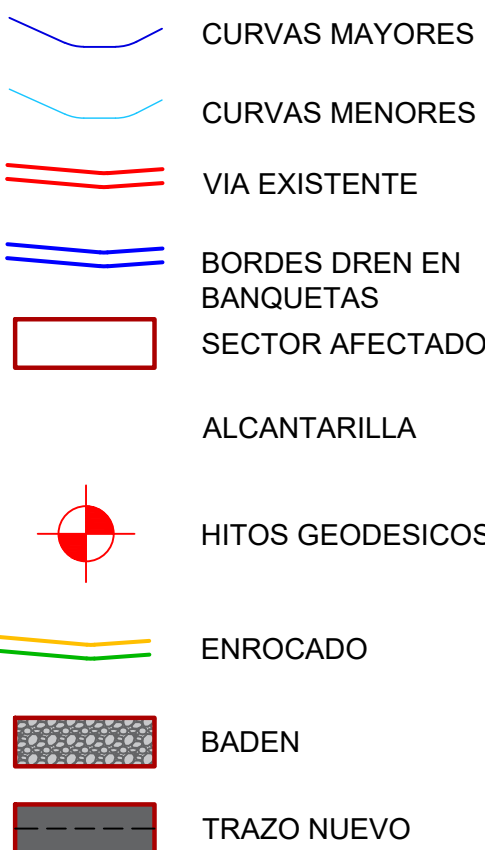 CURVAS MAYORES
CURVAS MENORES
VIA EXISTENTE
BORDES DREN EN
BANQUETAS
SECTOR AFECTADO
ALCANTARILLA
HITOS GEODESICOS
ENROCADO
BADEN
TRAZO NUEVO